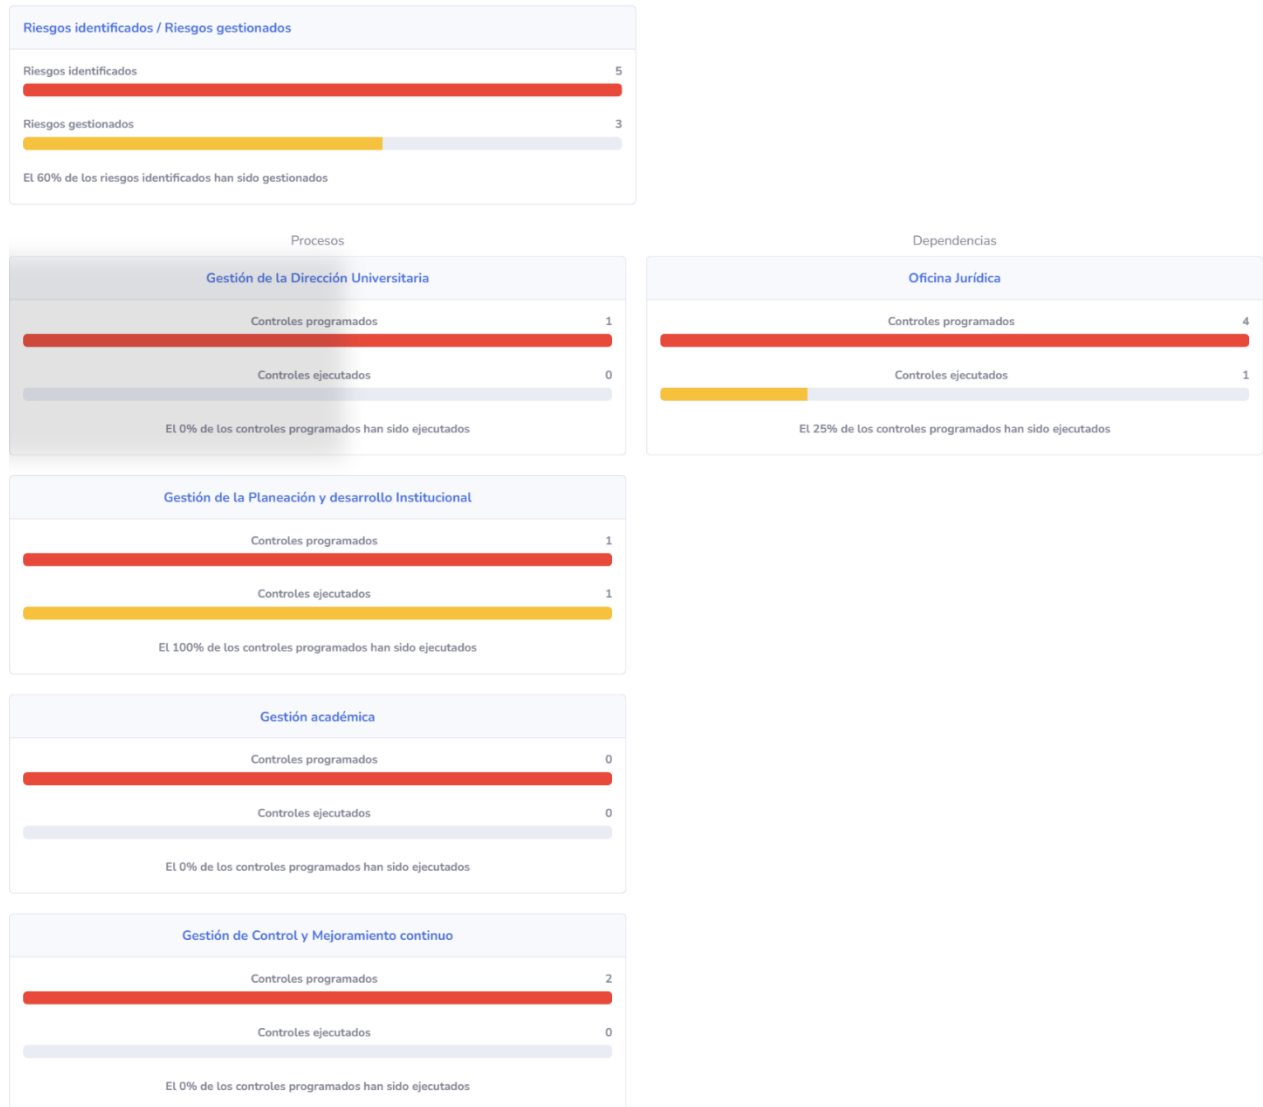 Riesgos identificados / Riesgos gestionados
Riesgos identificados 5
Riesgos gestionados 3
El 60% de los riesgos identificados han sido gestionados
Procesos
Gestión de la Dirección Universitaria
Controles programados 1
Controles ejecutados 0
El 0% de los controles programados han sido ejecutados
Gestión de la Planeación y desarrollo Institucional
Controles programados 1
Controles ejecutados 1
El 100% de los controles programados han sido ejecutados
Gestión académica
Controles programados 0
Controles ejecutados 0
El 0% de los controles programados han sido ejecutados
Gestión de Control y Mejoramiento continuo
Controles programados 2
Controles ejecutados 0
El 0% de los controles programados han sido ejecutados
Dependencias
Oficina Jurídica
Controles programados 4
Controles ejecutados 1
El 25% de los controles programados han sido ejecutados